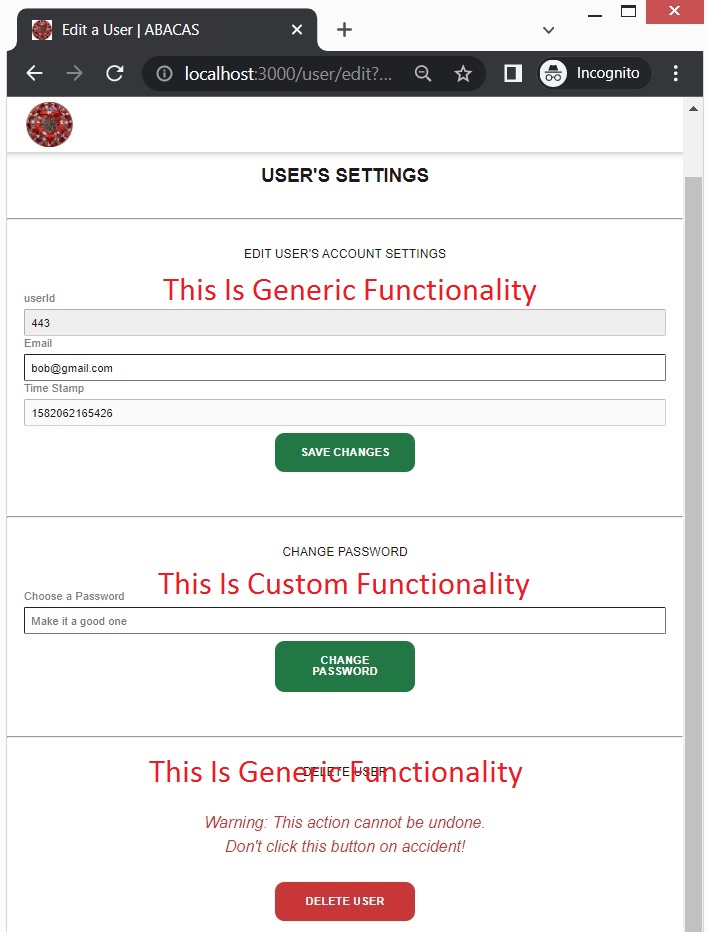 Edit a User | ABACAS
localhost:3000/user/edit?...
Incognito
USER'S SETTINGS
EDIT USER'S ACCOUNT SETTINGS
This Is Generic Functionality
userId
443
Email
bob@gmail.com
Time Stamp
1582062165426
SAVE CHANGES
CHANGE PASSWORD
This Is Custom Functionality
Choose a Password
Make it a good one
CHANGE
PASSWORD
DELETE USER
This Is Generic Functionality
Warning: This action cannot be undone.
Don't click this button on accident!
DELETE USER